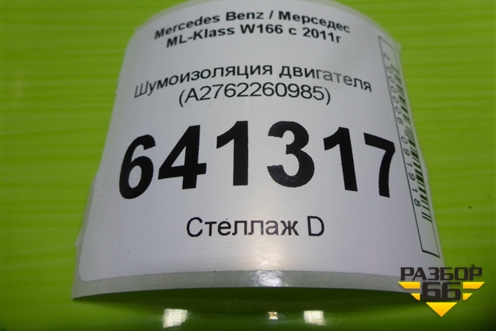 Mercedes Benz / Мерседес
ML-Klass W166 с 2011г
Шумоизоляция двигателя
(A2762260985)
641317
Стеллаж D
РАЗБОР
66